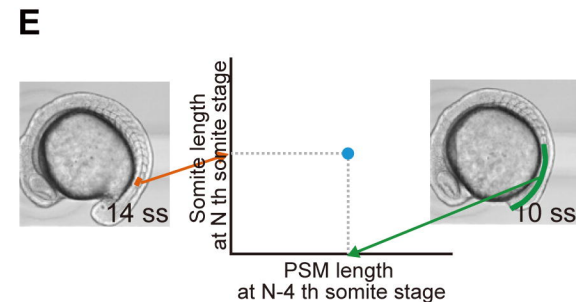 E
Somite length
at N th somite stage
14 ss
10 ss
PSM length
at N-4 th somite stage